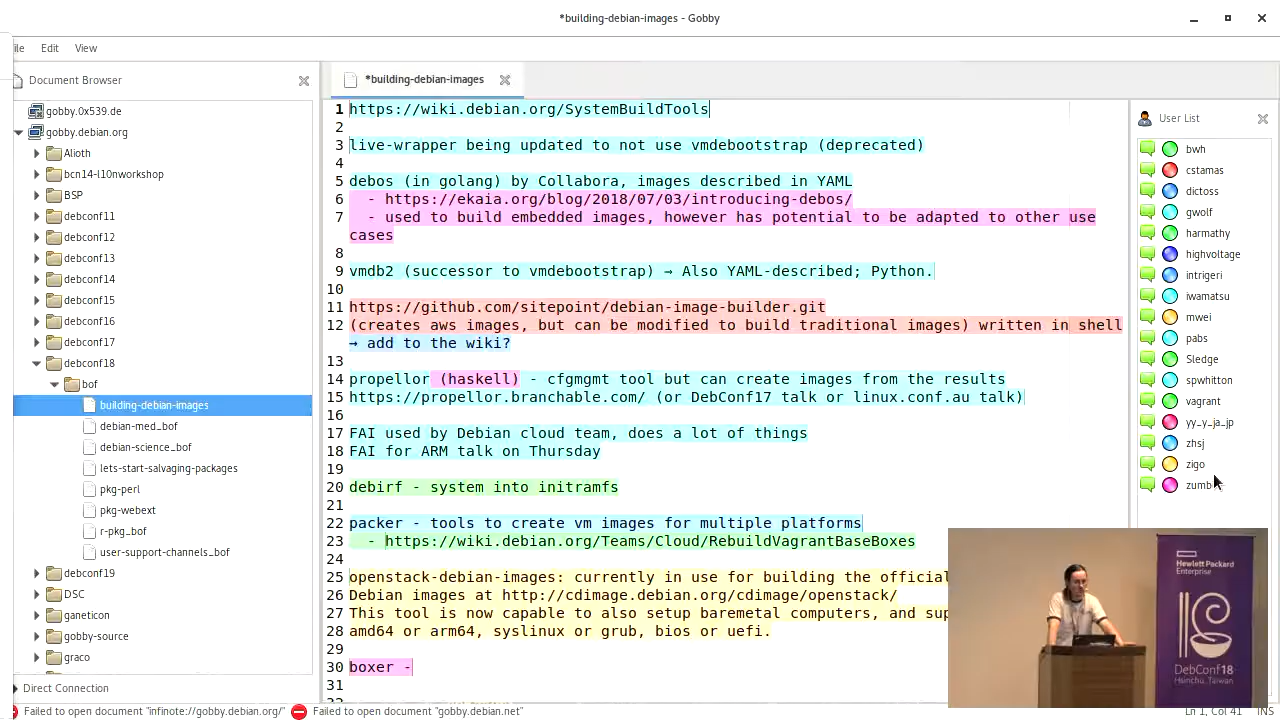 *building-debian-images - Gobby
ile Edit View
Document Browser
gobby.0x539.de
gobby.debian.org
Alioth
bcn14-l10nworkshop
BSP
debconf11
debconf12
debconf13
debconf14
debconf15
debconf16
debconf17
debconf18
bof
building-debian-images
debian-med_bof
debian-science_bof
lets-start-salvaging-packages
pkg-perl
pkg-webext
r-pkg_bof
user-support-channels_bof
debconf19
DSC
ganeticon
gobby-source
graco
Direct Connection
*building-debian-images
1 https://wiki.debian.org/SystemBuildTools
2
3 live-wrapper being updated to not use vmdebootstrap (deprecated)
4
5 debos (in golang) by Collabora, images described in YAML
6 - https://ekaia.org/blog/2018/07/03/introducing-debos/
7 - used to build embedded images, however has potential to be adapted to other use
cases
8
9 vmdb2 (successor to vmdebootstrap) → Also YAML-described; Python.
10
11 https://github.com/sitepoint/debian-image-builder.git
12 (creates aws images, but can be modified to build traditional images) written in shell
→ add to the wiki?
13
14 propellor (haskell) - cfgmgmt tool but can create images from the results
15 https://propellor.branchable.com/ (or DebConf17 talk or linux.conf.au talk)
16
17 FAI used by Debian cloud team, does a lot of things
18 FAI for ARM talk on Thursday
19
20 debirf - system into initramfs
21
22 packer - tools to create vm images for multiple platforms
23 - https://wiki.debian.org/Teams/Cloud/RebuildVagrantBaseBoxes
24
25 openstack-debian-images: currently in use for building the official
26 Debian images at http://cdimage.debian.org/cdimage/openstack/
27 This tool is now capable to also setup baremetal computers, and sup
28 amd64 or arm64, syslinux or grub, bios or uefi.
29
30 boxer -
31
User List
bwh
cstamas
dictoss
gwolf
harmathy
highvoltage
intrigeri
iwamatsu
mwei
pabs
Sledge
spwhitton
vagrant
yy_y_ja_jp
zhsj
zigo
zumb
Hewlett Packard
Enterprise
DebConf18
Hsinchu, Taiwan
Failed to open document "infinote://gobby.debian.org/" Failed to open document "gobby.debian.net"
Ln 1, Col 41 INS